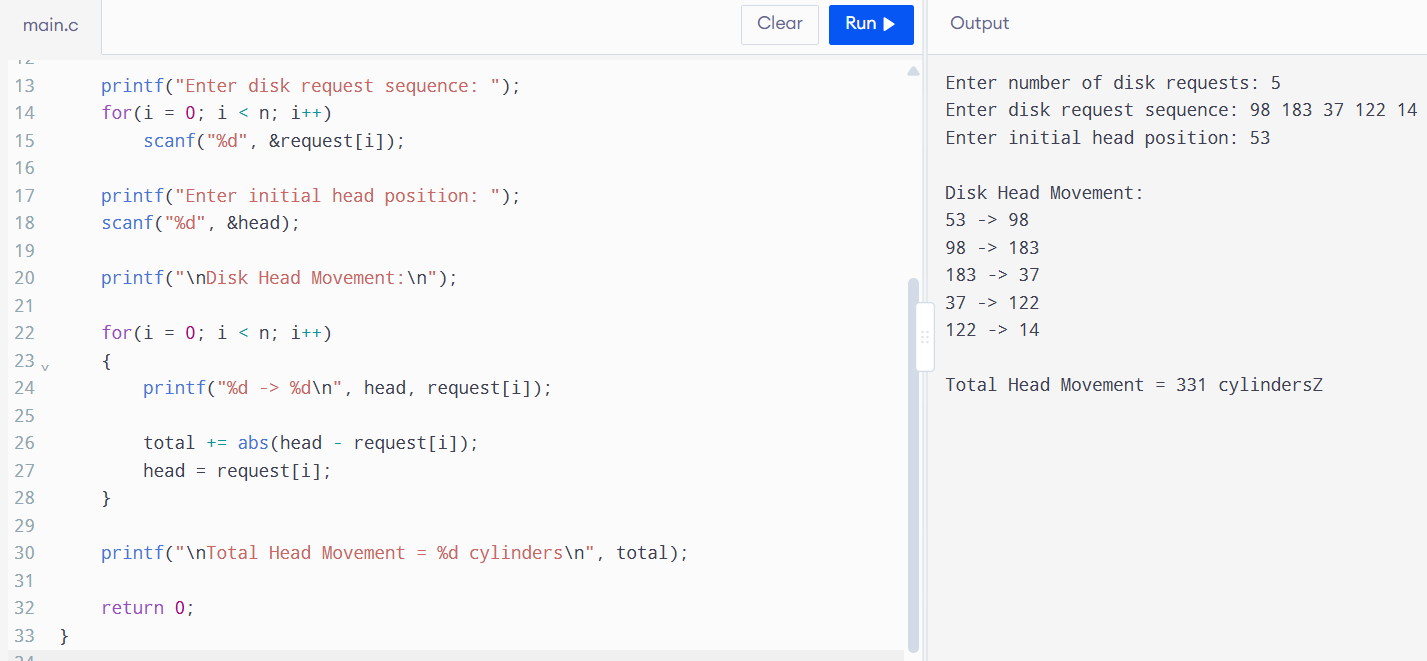 main.c
Clear
Run
Output
13 printf("Enter disk request sequence: ");
14 for(i = 0; i < n; i++)
15 scanf("%d", &request[i]);
16
17 printf("Enter initial head position: ");
18 scanf("%d", &head);
19
20 printf("\nDisk Head Movement:\n");
21
22 for(i = 0; i < n; i++)
23 {
24 printf("%d -> %d\n", head, request[i]);
25
26 total += abs(head - request[i]);
27 head = request[i];
28 }
29
30 printf("\nTotal Head Movement = %d cylinders\n", total);
31
32 return 0;
33 }
Enter number of disk requests: 5
Enter disk request sequence: 98 183 37 122 14
Enter initial head position: 53
Disk Head Movement:
53 -> 98
98 -> 183
183 -> 37
37 -> 122
122 -> 14
Total Head Movement = 331 cylindersZ